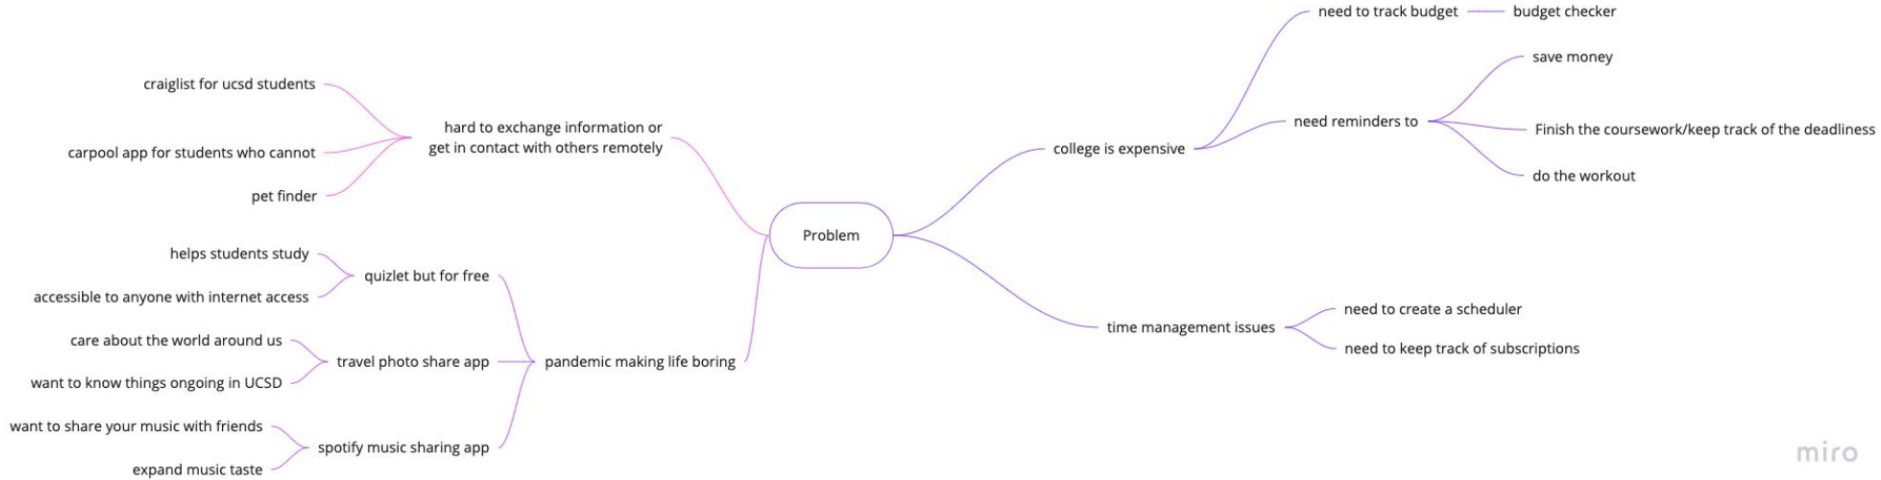 need to track budget
budget checker
save money
craiglist for ucsd students
need reminders to
hard to exchange information or
get in contact with others remotely
Finish the coursework/keep track of the deadliness
college is expensive
carpool app for students who cannot
do the workout
pet finder
Problem
helps students study
quizlet but for free
accessible to anyone with internet access
need to create a scheduler
time management issues
care about the world around us
need to keep track of subscriptions
travel photo share app
pandemic making life boring
want to know things ongoing in UCSD
want to share your music with friends
spotify music sharing app
expand music taste
miro